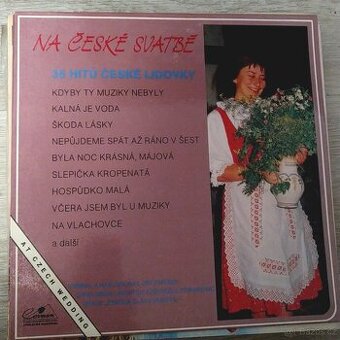 NA ČESKÉ SVATBĚ
35 HITŮ ČESKÉ LIDOVKY
KDYBY TY MUZIKY NEBYLY
KALNÁ JE VODA
ŠKODA LÁSKY
NEPŮJDEME SPÁT AŽ RÁNO V ŠEST
BYLA NOC KRÁSNÁ, MÁJOVÁ
SLEPIČKA KROPENATÁ
HOSPŮDKO MALÁ
VČERA JSEM BYL U MUZIKY
NA VLACHOVCE
a další
AT CZECH WEDDING